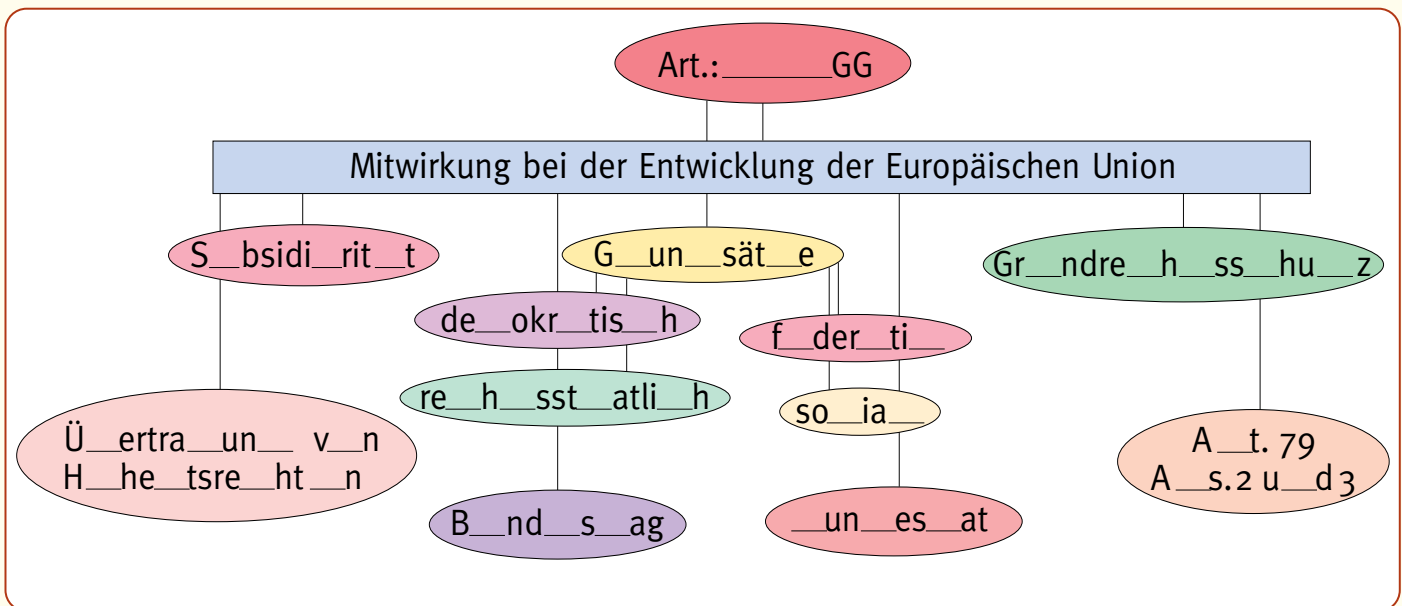 Art.:______GG
Mitwirkung bei der Entwicklung der Europäischen Union
S__bsidi__rit__t
G__un__sät__e
Gr__ndre__h__ss__hu__z
de__okr__tis__h
f__der__ti__
re__h__sst__atli__h
so__ia__
Ü__ertra__un__ v__n
H__he__tsre__ht__n
A__t. 79
A__s.2 u__d 3
B__nd__s__ag
__un__es__at